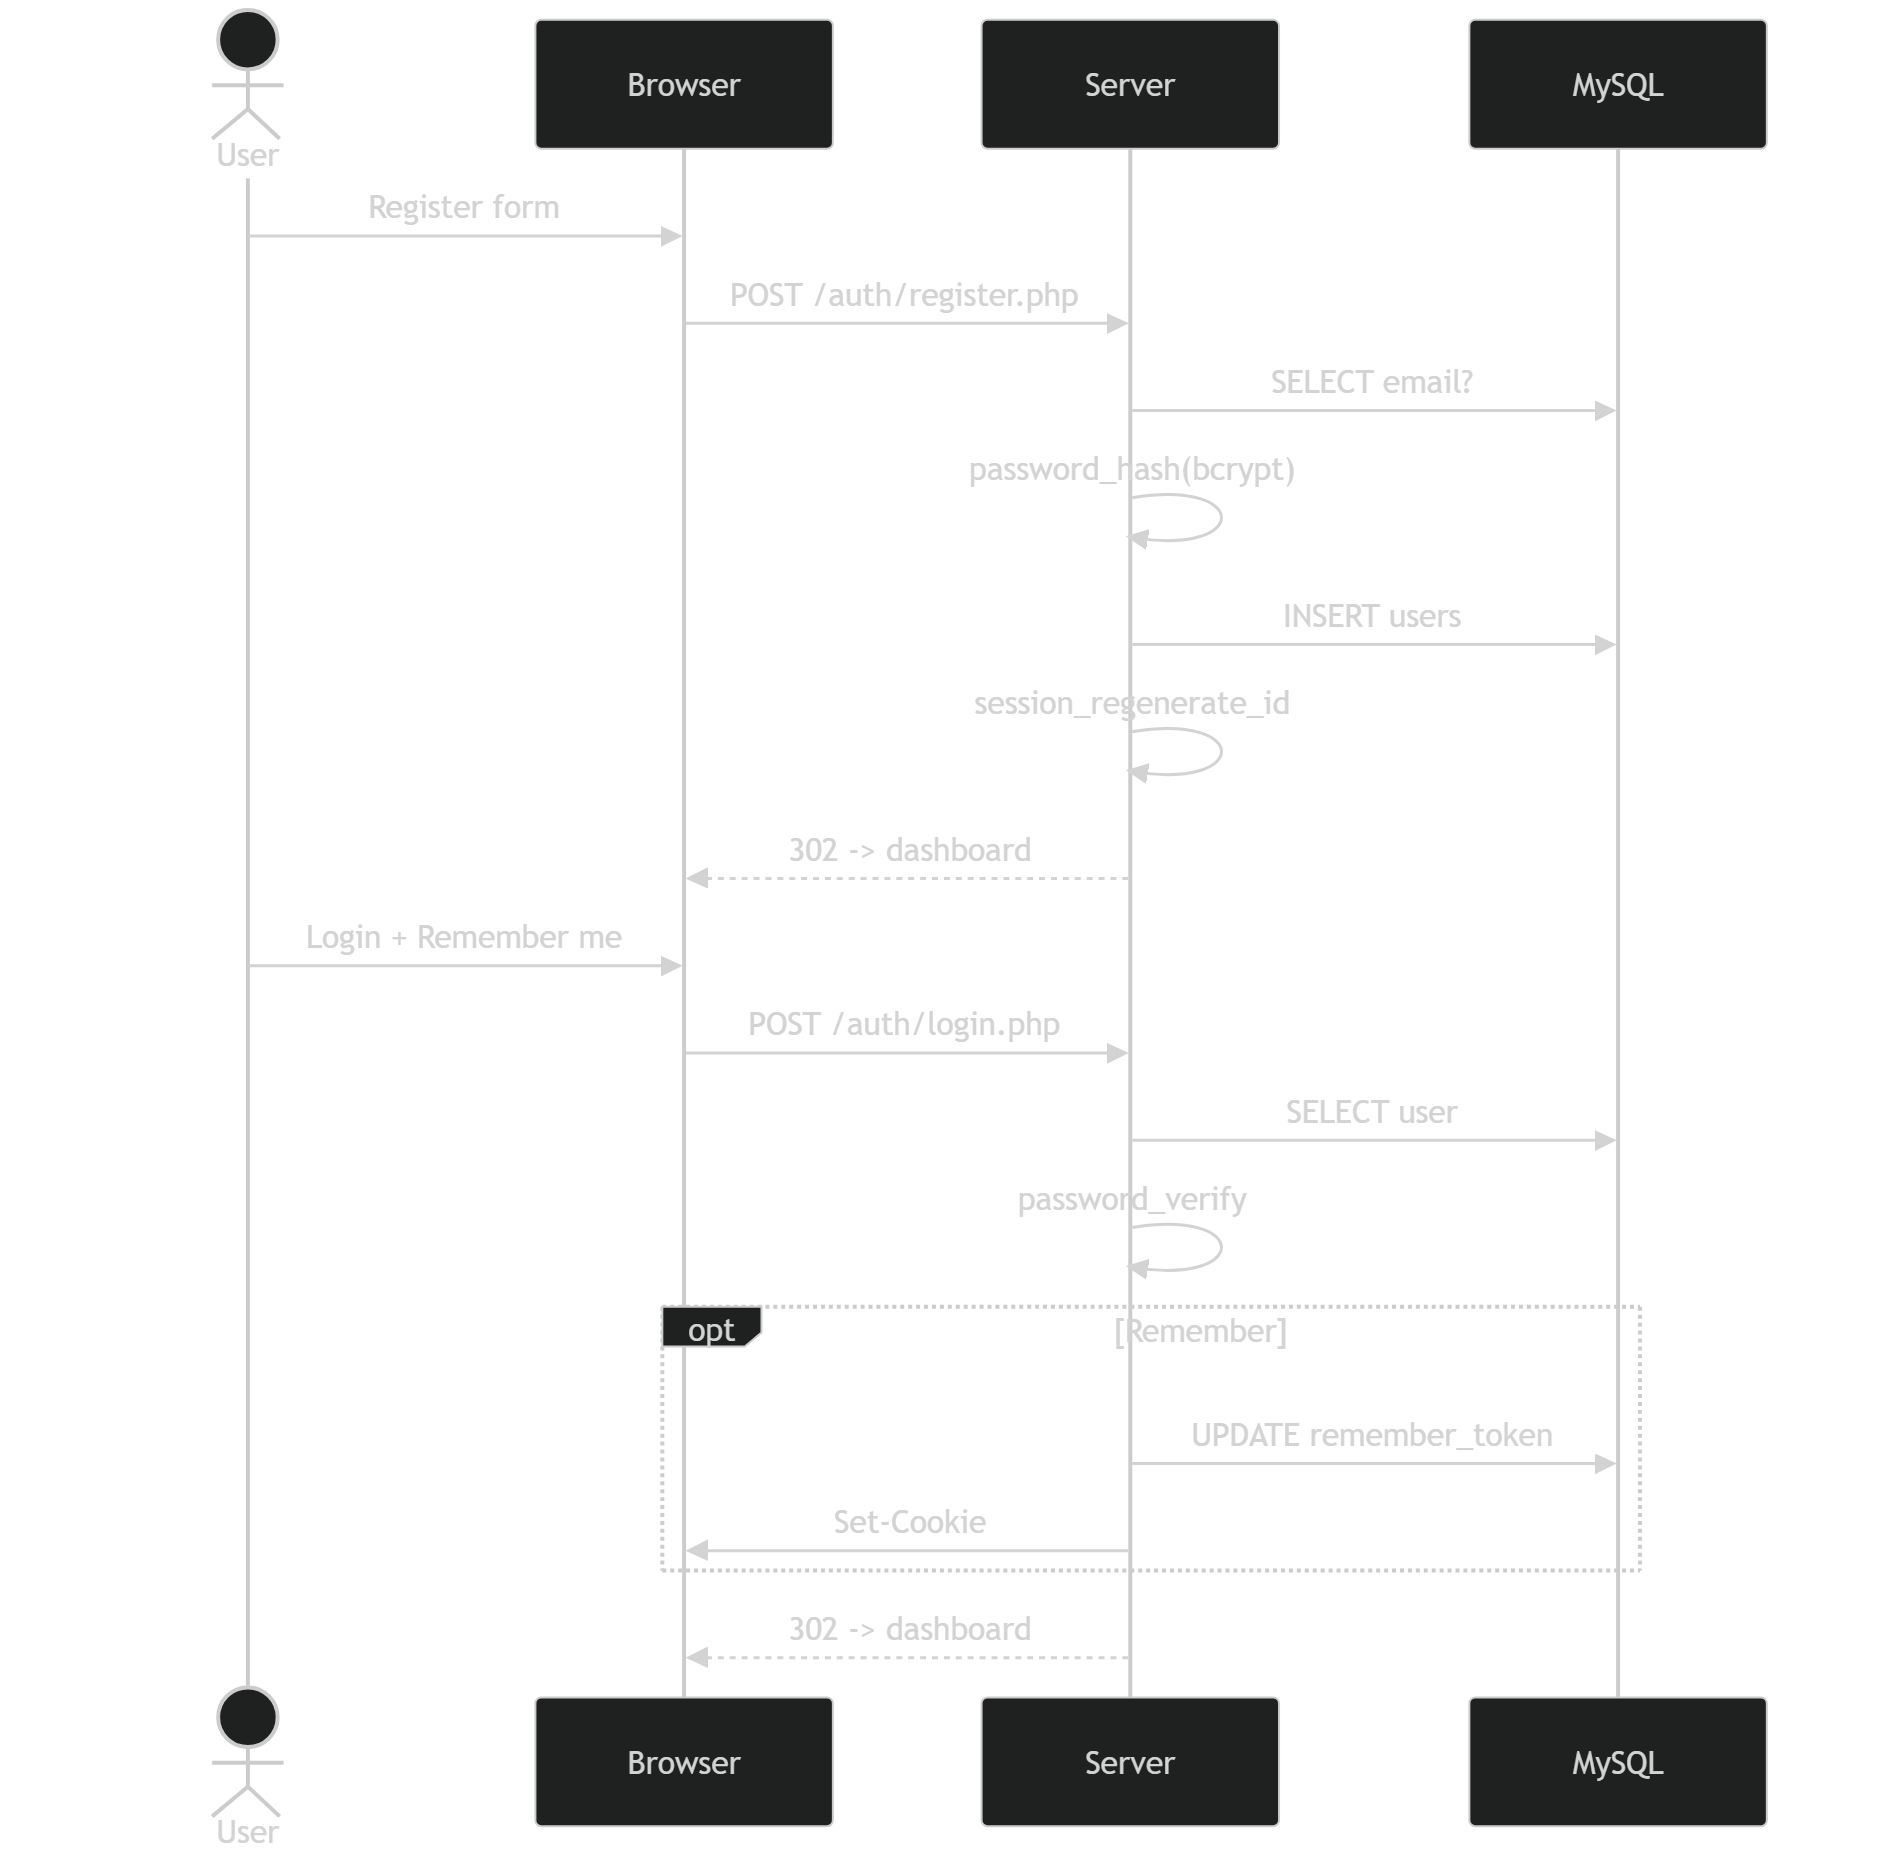 User
Browser
Server
MySQL
Register form
POST /auth/register.php
SELECT email?
password_hash(bcrypt)
INSERT users
session_regenerate_id
302 -> dashboard
Login + Remember me
POST /auth/login.php
SELECT user
password_verify
opt
[Remember]
UPDATE remember_token
Set-Cookie
302 -> dashboard
User
Browser
Server
MySQL